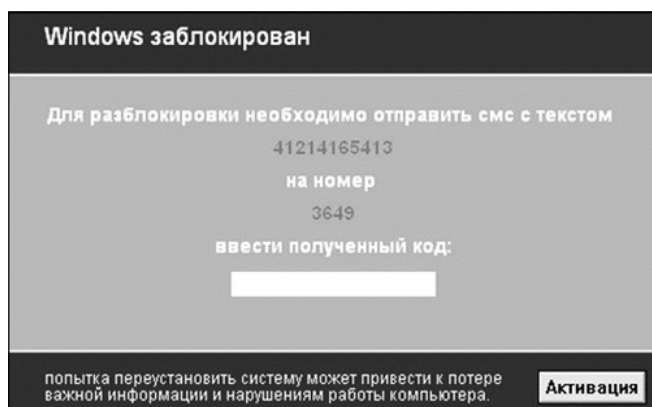 Windows заблокирован
Для разблокировки необходимо отправить смс с текстом
41214165413
на номер
3649
ввести полученный код:
попытка переустановить систему может привести к потере
важной информации и нарушениям работы компьютера.
Активация